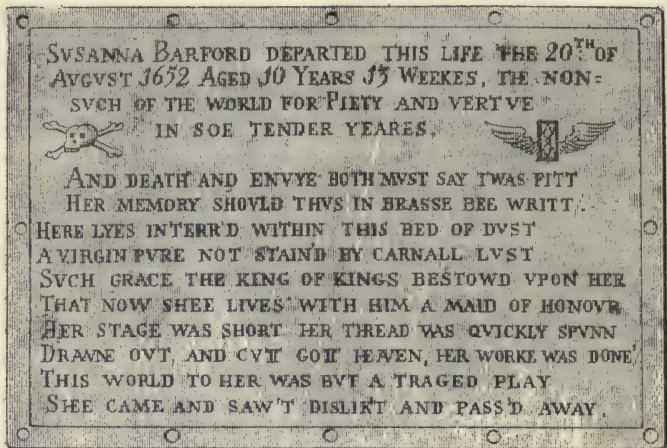 SVSANNA BARFORD DEPARTED THIS LIFE THE 20TH OF
AVGVST 1652 AGED 10 YEARS 13 WEEKES, THE NON=
SVCH OF THE WORLD FOR PIETY AND VERTVE
IN SOE TENDER YEARES.
AND DEATH AND ENVYE BOTH MVST SAY TWAS FITT
HER MEMORY SHOVLD THVS IN BRASSE BEE WRITT.
HERE LYES INTERR'D WITHIN THIS BED OF DVST
A VIRGIN PVRE NOT STAIN'D BY CARNALL LVST
SVCH GRACE THE KING OF KINGS BESTOWD VPON HER
THAT NOW SHEE LIVES WITH HIM A MAID OF HONOVR
HER STAGE WAS SHORT HER THREAD WAS QVICKLY SPVNN
DRAWNE OVT, AND CVTT GOTT HEAVEN, HER WORKE WAS DONE
THIS WORLD TO HER WAS BVT A TRAGED PLAY
SHEE CAME AND SAW'T DISLIK'T AND PASS'D AWAY.